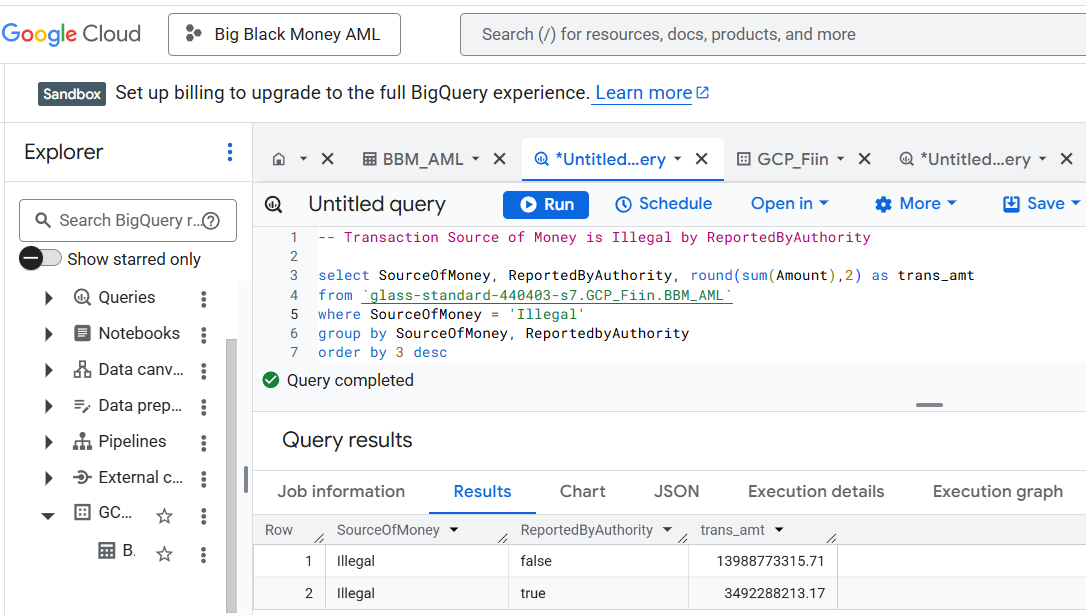 Google Cloud
Big Black Money AML
Search (/) for resources, docs, products, and more
Sandbox Set up billing to upgrade to the full BigQuery experience. Learn more
Explorer
Search BigQuery r...
Show starred only
Queries
Notebooks
Data canv...
Data prep...
Pipelines
External c...
GC...
B.
BBM_AML
*Untitled...ery
GCP_Fiin
*Untitled...ery
Untitled query
Run
Schedule
Open in
More
Save
1 -- Transaction Source of Money is Illegal by ReportedByAuthority
2
3 select SourceOfMoney, ReportedByAuthority, round(sum(Amount),2) as trans_amt
4 from `glass-standard-440403-s7.GCP_Fiin.BBM_AML`
5 where SourceOfMoney = 'Illegal'
6 group by SourceOfMoney, ReportedbyAuthority
7 order by 3 desc
Query completed
Query results
Job information Results Chart JSON Execution details Execution graph
Row SourceOfMoney ReportedByAuthority trans_amt
1 Illegal false 13988773315.71
2 Illegal true 3492288213.17